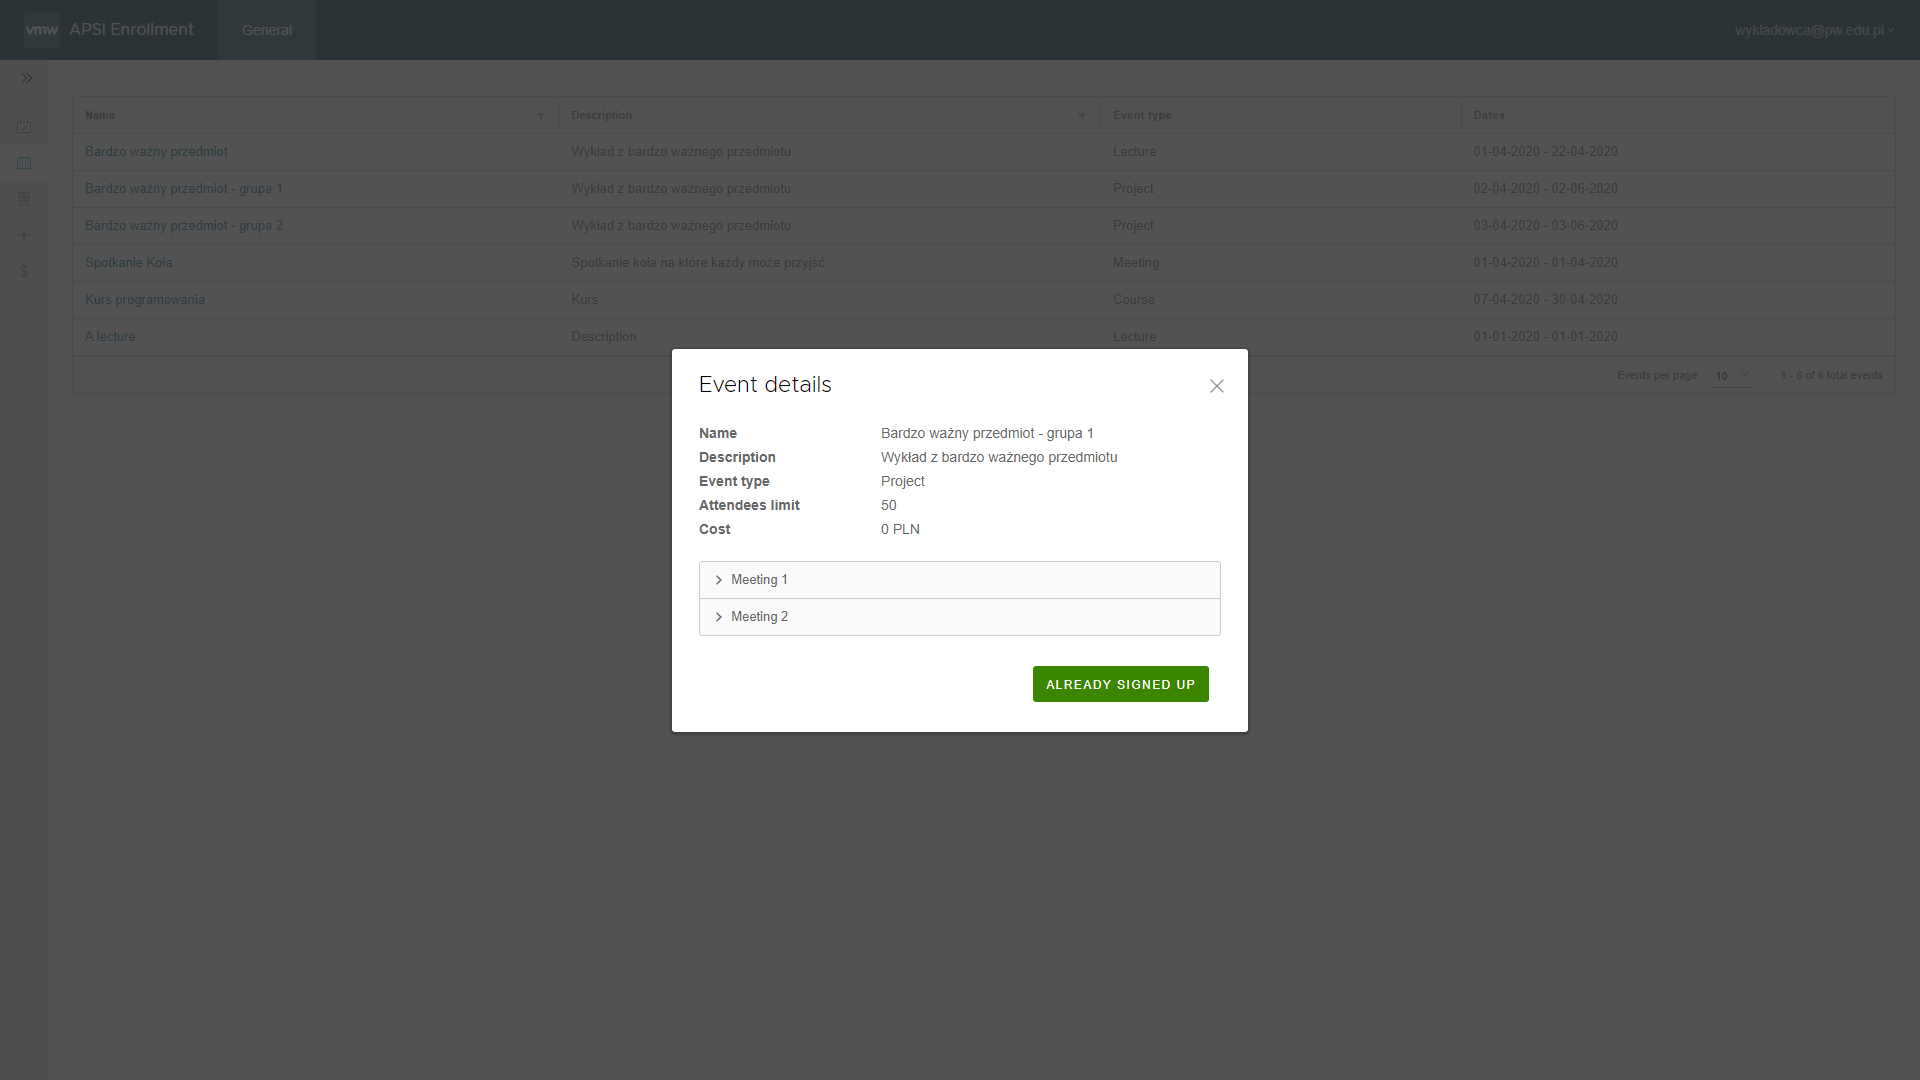 vmw APSI Enrollment General wykladowca@pw.edu.pl
Name Description Event type Dates
Bardzo ważny przedmiot Wykład z bardzo ważnego przedmiotu Lecture 01-04-2020 - 22-04-2020
Bardzo ważny przedmiot - grupa 1 Wykład z bardzo ważnego przedmiotu Project 02-04-2020 - 02-06-2020
Bardzo ważny przedmiot - grupa 2 Wykład z bardzo ważnego przedmiotu Project 03-04-2020 - 03-06-2020
Spotkanie Koła Spotkanie koła na które każdy może przyjść Meeting 01-04-2020 - 01-04-2020
Kurs programowania Kurs Course 07-04-2020 - 30-04-2020
A lecture Description Lecture 01-01-2020 - 01-01-2020
Events per page 10 1 - 6 of 6 total events
Event details
Name Bardzo ważny przedmiot - grupa 1
Description Wykład z bardzo ważnego przedmiotu
Event type Project
Attendees limit 50
Cost 0 PLN
Meeting 1
Meeting 2
ALREADY SIGNED UP